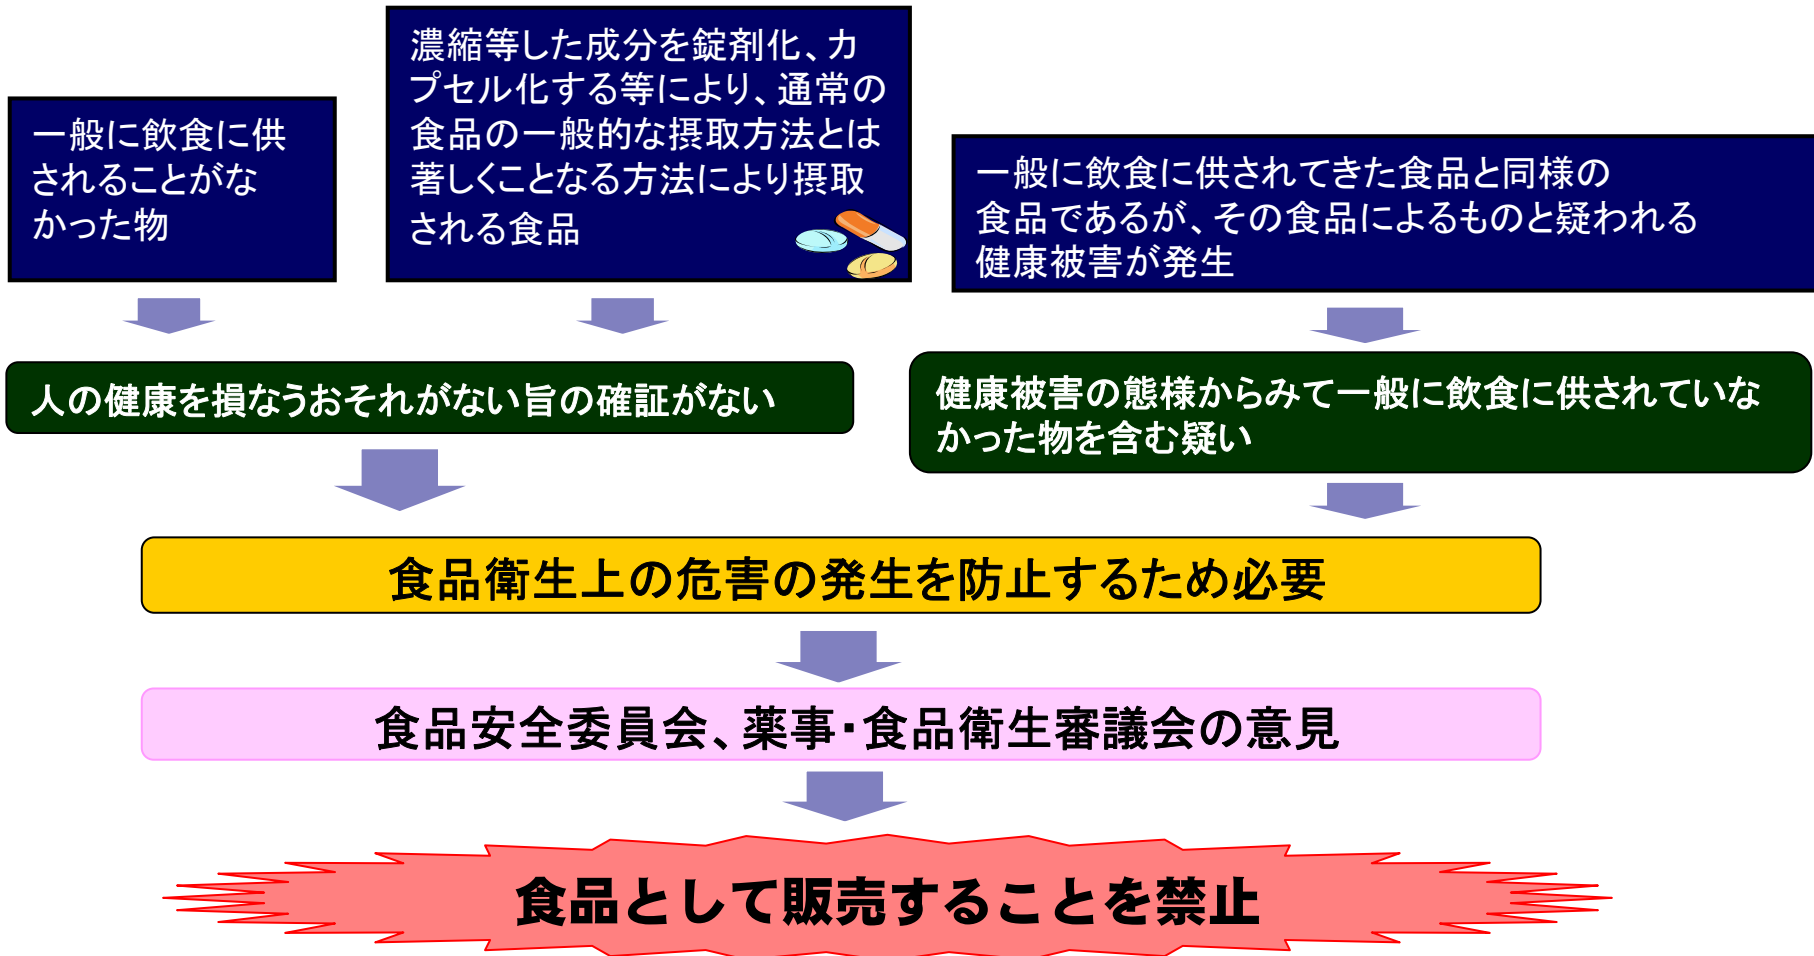 一般に飲食に供
されることがな
かった物
濃縮等した成分を錠剤化、カ
プセル化する等により、通常の
食品の一般的な摂取方法とは
著しくことなる方法により摂取
される食品
一般に飲食に供されてきた食品と同様の
食品であるが、その食品によるものと疑われる
健康被害が発生
人の健康を損なうおそれがない旨の確証がない
健康被害の態様からみて一般に飲食に供されていな
かった物を含む疑い
食品衛生上の危害の発生を防止するため必要
食品安全委員会、薬事・食品衛生審議会の意見
食品として販売することを禁止